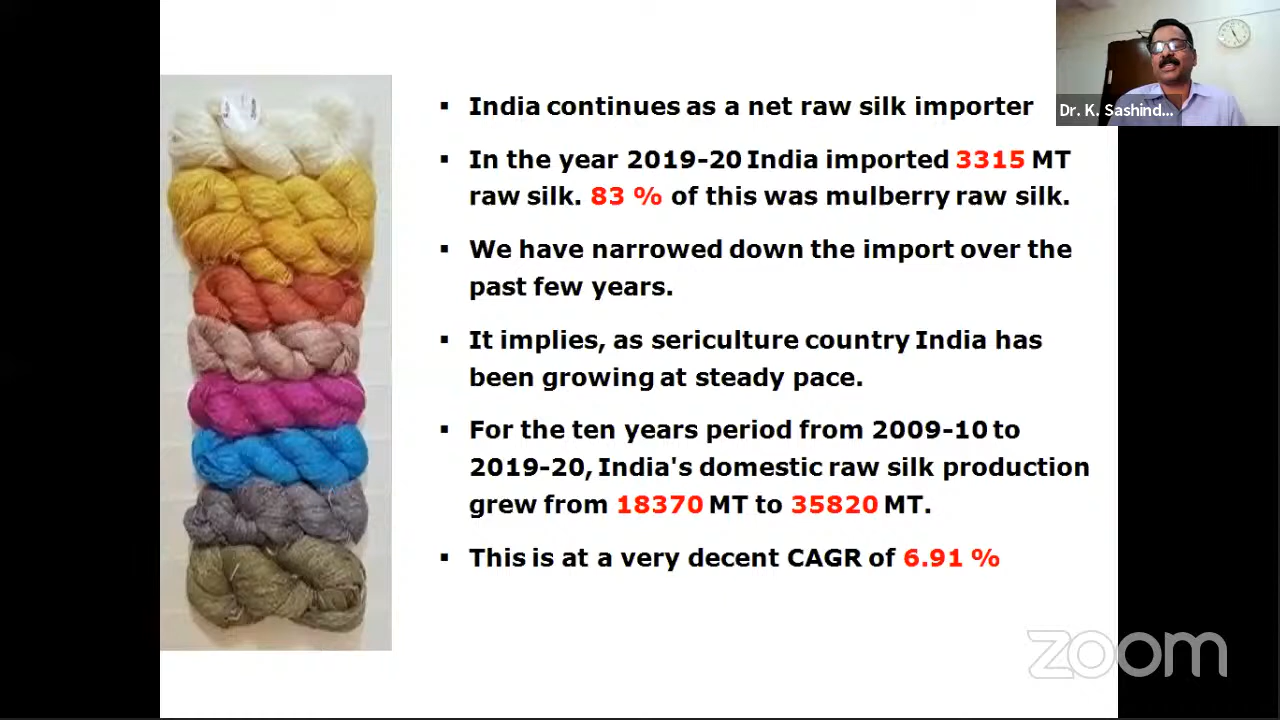 India continues as a net raw silk importer
In the year 2019-20 India imported 3315 MT
raw silk. 83 % of this was mulberry raw silk.
We have narrowed down the import over the
past few years.
It implies, as sericulture country India has
been growing at steady pace.
For the ten years period from 2009-10 to
2019-20, India's domestic raw silk production
grew from 18370 MT to 35820 MT.
This is at a very decent CAGR of 6.91 %
Dr. K. Sashind...
zoom